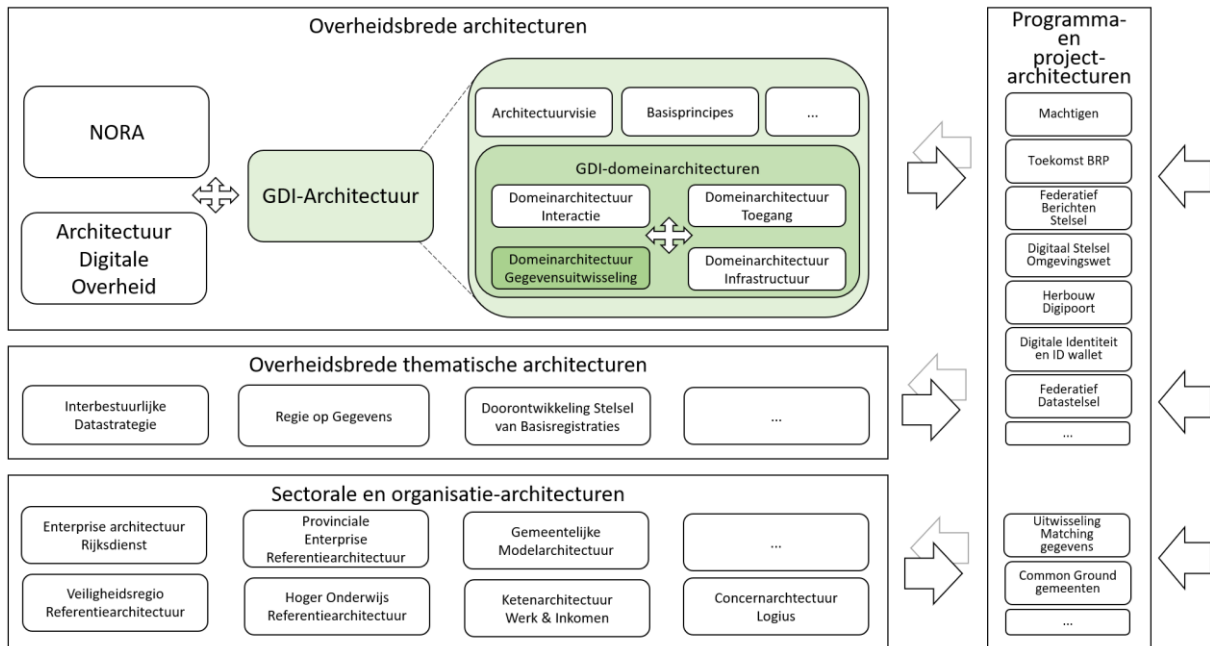 Overheidsbrede architecturen
NORA
Architectuur
Digitale
Overheid
GDI-Architectuur
Architectuurvisie
Basisprincipes
...
GDI-domeinarchitecturen
Domeinarchitectuur
Interactie
Domeinarchitectuur
Toegang
Domeinarchitectuur
Gegevensuitwisseling
Domeinarchitectuur
Infrastructuur
Overheidsbrede thematische architecturen
Interbestuurlijke
Datastrategie
Regie op Gegevens
Doorontwikkeling Stelsel
van Basisregistraties
...
Sectorale en organisatie-architecturen
Enterprise architectuur
Rijksdienst
Provinciale
Enterprise
Referentiearchitectuur
Gemeentelijke
Modelarchitectuur
...
Veiligheidsregio
Referentiearchitectuur
Hoger Onderwijs
Referentiearchitectuur
Ketenarchitectuur
Werk & Inkomen
Concernarchtectuur
Logius
Programma-
en
project-
architecturen
Machtigen
Toekomst BRP
Federatief
Berichten
Stelsel
Digitaal Stelsel
Omgevingswet
Herbouw
Digipoort
Digitale Identiteit
en ID wallet
Federatief
Datastelsel
...
Uitwisseling
Matching
gegevens
Common Ground
gemeenten
...